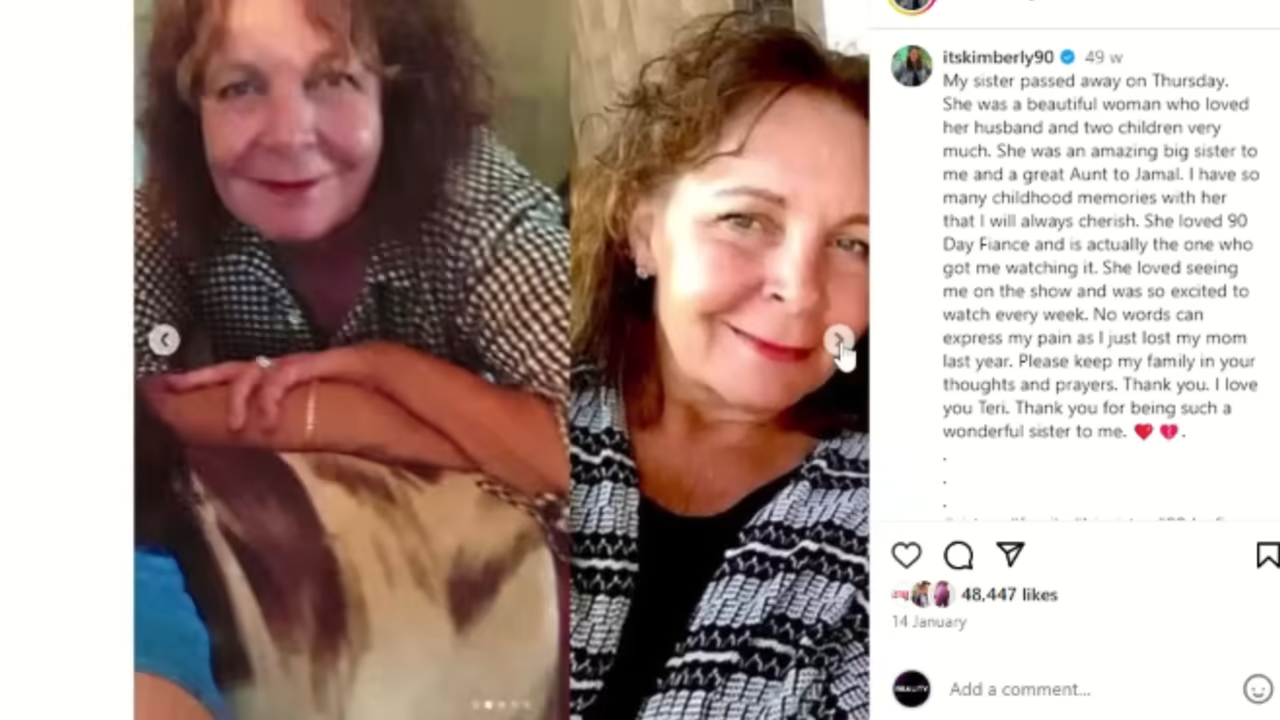 itskimberly90 49 w
My sister passed away on Thursday.
She was a beautiful woman who loved
her husband and two children very
much. She was an amazing big sister to
me and a great Aunt to Jamal. I have so
many childhood memories with her
that I will always cherish. She loved 90
Day Fiance and is actually the one who
got me watching it. She loved seeing
me on the show and was so excited to
watch every week. No words can
express my pain as I just lost my mom
last year. Please keep my family in your
thoughts and prayers. Thank you. I love
you Teri. Thank you for being such a
wonderful sister to me. ❤️ 💔 .
.
.
.
48,447 likes
14 January
Add a comment...